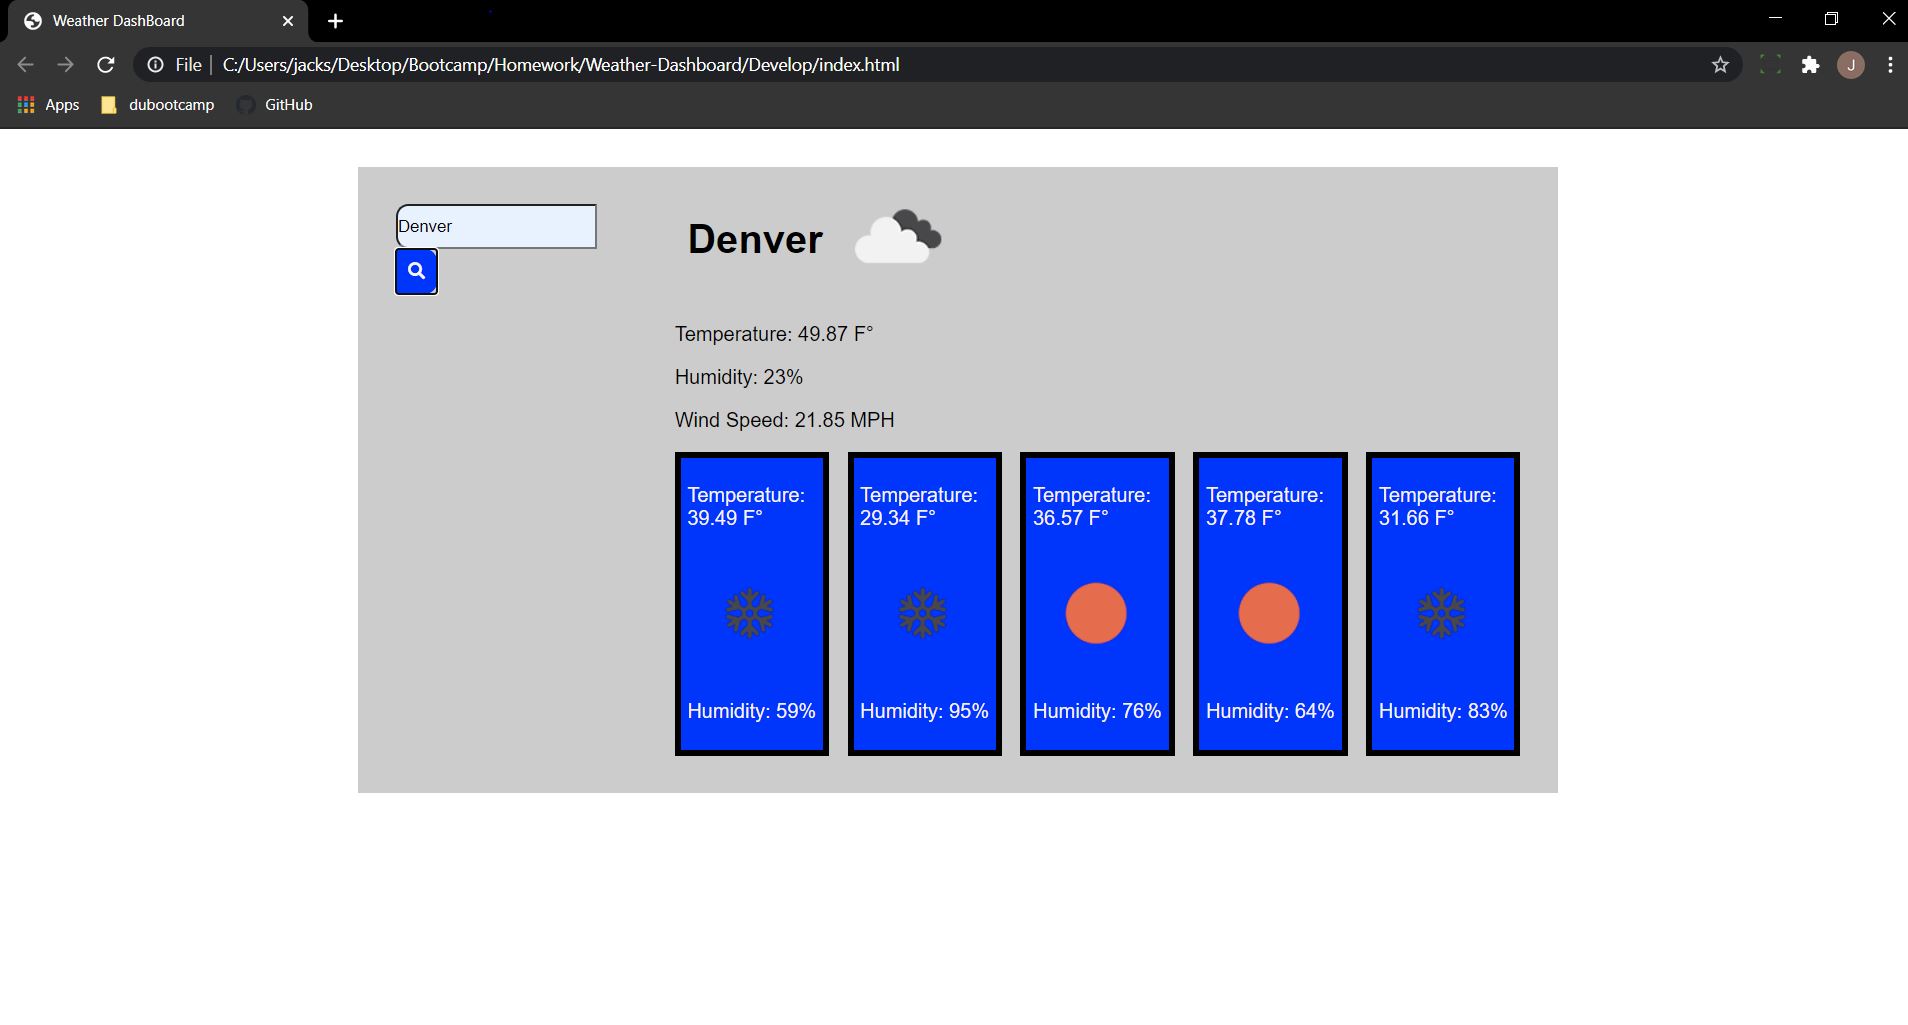 Weather DashBoard
File | C:/Users/jacks/Desktop/Bootcamp/Homework/Weather-Dashboard/Develop/index.html
J
Apps dubootcamp GitHub
Denver
Denver
Temperature: 49.87 F°
Humidity: 23%
Wind Speed: 21.85 MPH
Temperature:
39.49 F°
Humidity: 59%
Temperature:
29.34 F°
Humidity: 95%
Temperature:
36.57 F°
Humidity: 76%
Temperature:
37.78 F°
Humidity: 64%
Temperature:
31.66 F°
Humidity: 83%